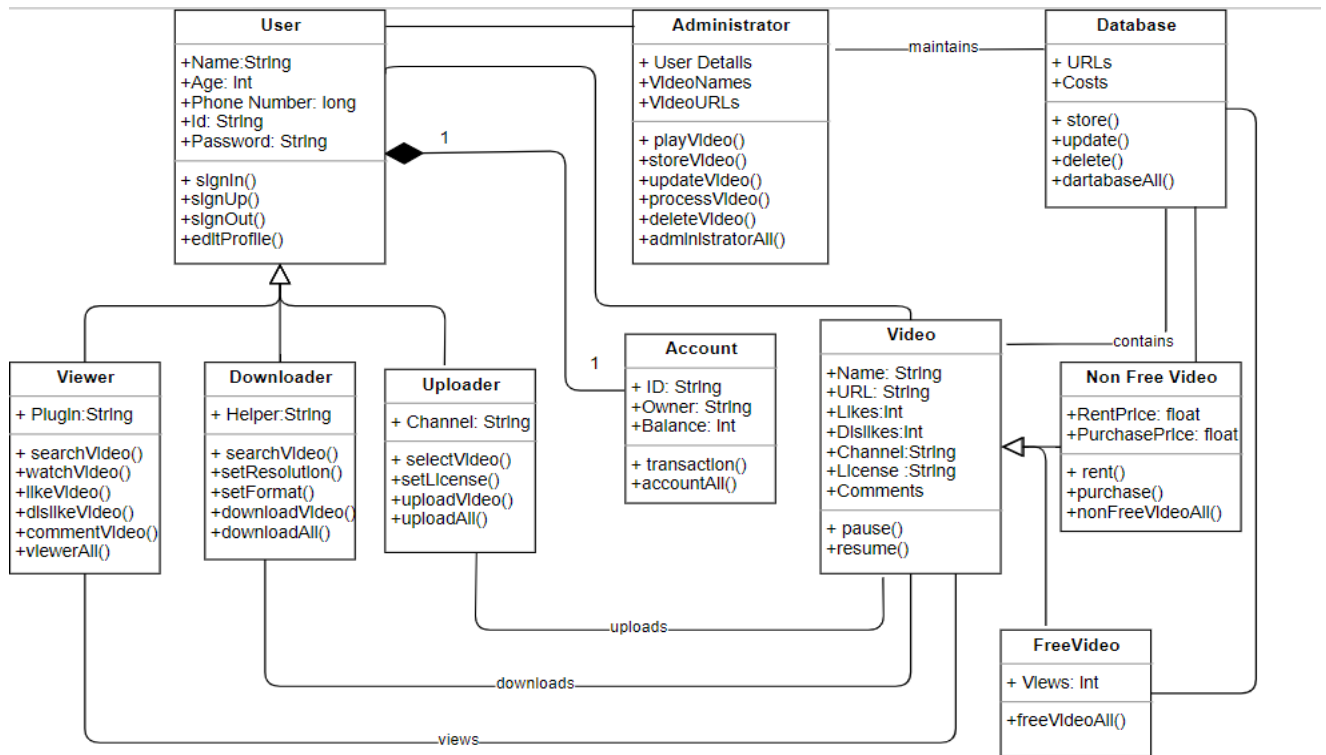 User
+Name:String
+Age: Int
+Phone Number: long
+Id: String
+Password: String
+ signIn()
+signUp()
+signOut()
+editProfile()
Administrator
+ User Details
+VideoNames
+VideoURLs
+ playVideo()
+storeVideo()
+updateVideo()
+processVideo()
+deleteVideo()
+administratorAll()
maintains
Database
+ URLs
+Costs
+ store()
+update()
+delete()
+dartabaseAll()
1
1
contains
Viewer
+ Plugin:String
+ searchVideo()
+watchVideo()
+likeVideo()
+dislikeVideo()
+commentVideo()
+viewerAll()
Downloader
+ Helper:String
+ searchVideo()
+setResolution()
+setFormat()
+downloadVideo()
+downloadAll()
Uploader
+ Channel: String
+ selectVideo()
+setLicense()
+uploadVideo()
+uploadAll()
Account
+ ID: String
+Owner: String
+Balance: Int
+ transaction()
+accountAll()
Video
+Name: String
+URL: String
+Likes:Int
+Dislikes:Int
+Channel:String
+License :String
+Comments
+ pause()
+resume()
Non Free Video
+RentPrice: float
+PurchasePrice: float
+ rent()
+purchase()
+nonFreeVideoAll()
FreeVideo
+ Views: Int
+freeVideoAll()
uploads
downloads
views